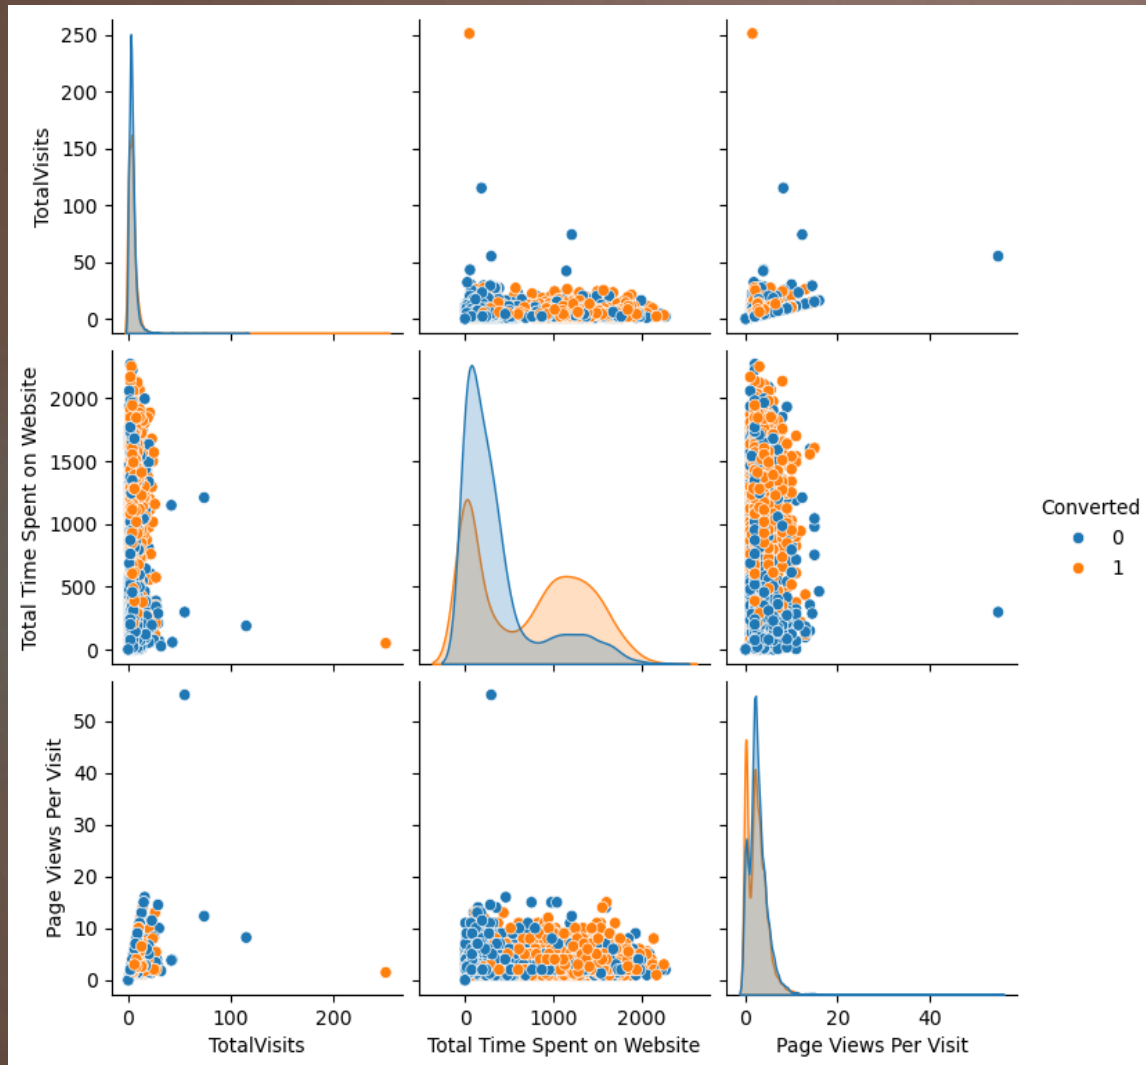 250
200
150
100
50
0
TotalVisits
2000
1500
1000
500
0
Total Time Spent on Website
Converted
0
1
50
40
30
20
10
0
Page Views Per Visit
0 100 200
0 1000 2000
0 20 40
TotalVisits
Total Time Spent on Website
Page Views Per Visit